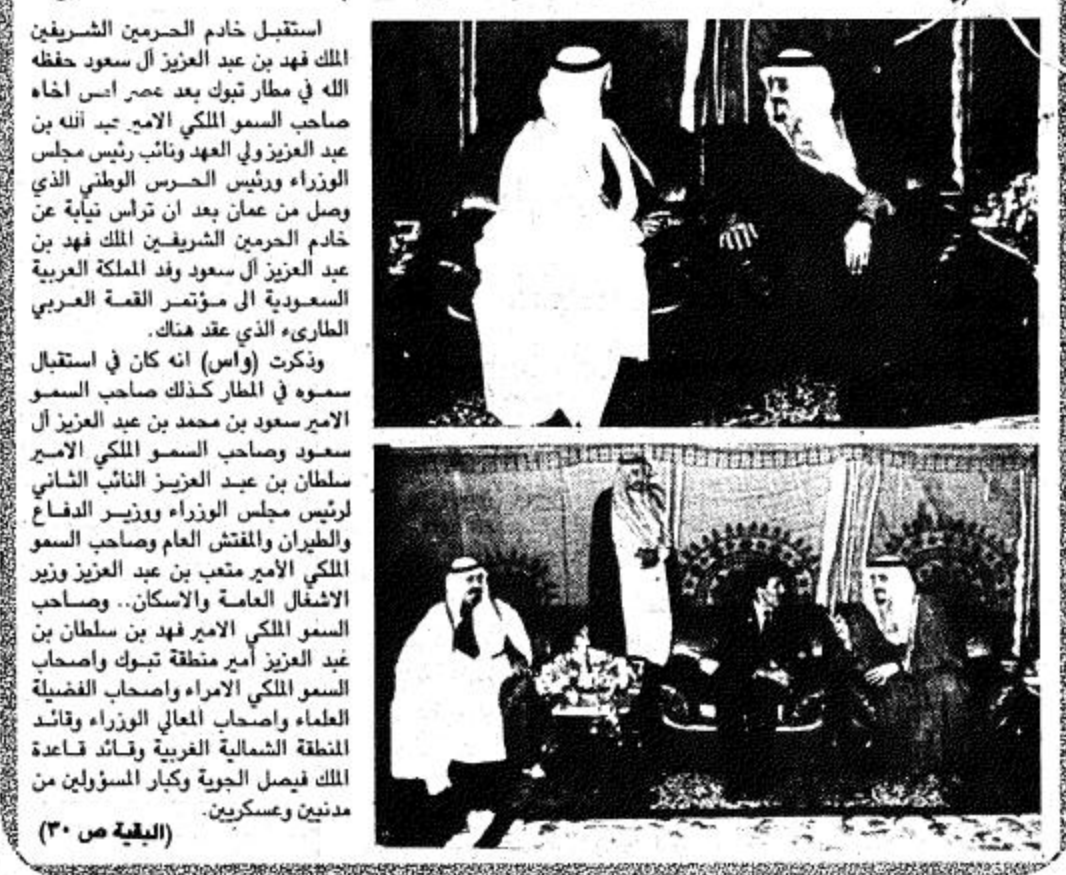 استقبل خادم الحرمين الشريفين
الملك فهد بن عبد العزيز آل سعود حفظه
الله في مطار تبوك بعد عصر امس اخاه
صاحب السمو الملكي الامير عبد الله بن
عبد العزيز ولي العهد ونائب رئيس مجلس
الوزراء ورئيس الحرس الوطني الذي
وصل من عمان بعد ان ترأس نيابة عن
خادم الحرمين الشريفين الملك فهد بن
عبد العزيز آل سعود وفد المملكة العربية
السعودية الى مؤتمر القمة العربي
الطارىء الذي عقد هناك.
وذكرت (واس) انه كان في استقبال
سموه في المطار كذلك صاحب السمو
الامير سعود بن محمد بن عبد العزيز آل
سعود وصاحب السمو الملكي الامير
سلطان بن عبد العزيز النائب الثاني
لرئيس مجلس الوزراء ووزير الدفاع
والطيران والمفتش العام وصاحب السمو
الملكي الأمير متعب بن عبد العزيز وزير
الاشغال العامة والاسكان.. وصاحب
السمو الملكي الامير فهد بن سلطان بن
عبد العزيز أمير منطقة تبوك واصحاب
السمو الملكي الامراء واصحاب الفضيلة
العلماء واصحاب المعالي الوزراء وقائد
المنطقة الشمالية الغربية وقائد قاعدة
الملك فيصل الجوية وكبار المسؤولين من
مدنيين وعسكريين.
(البقية ص ٣٠)